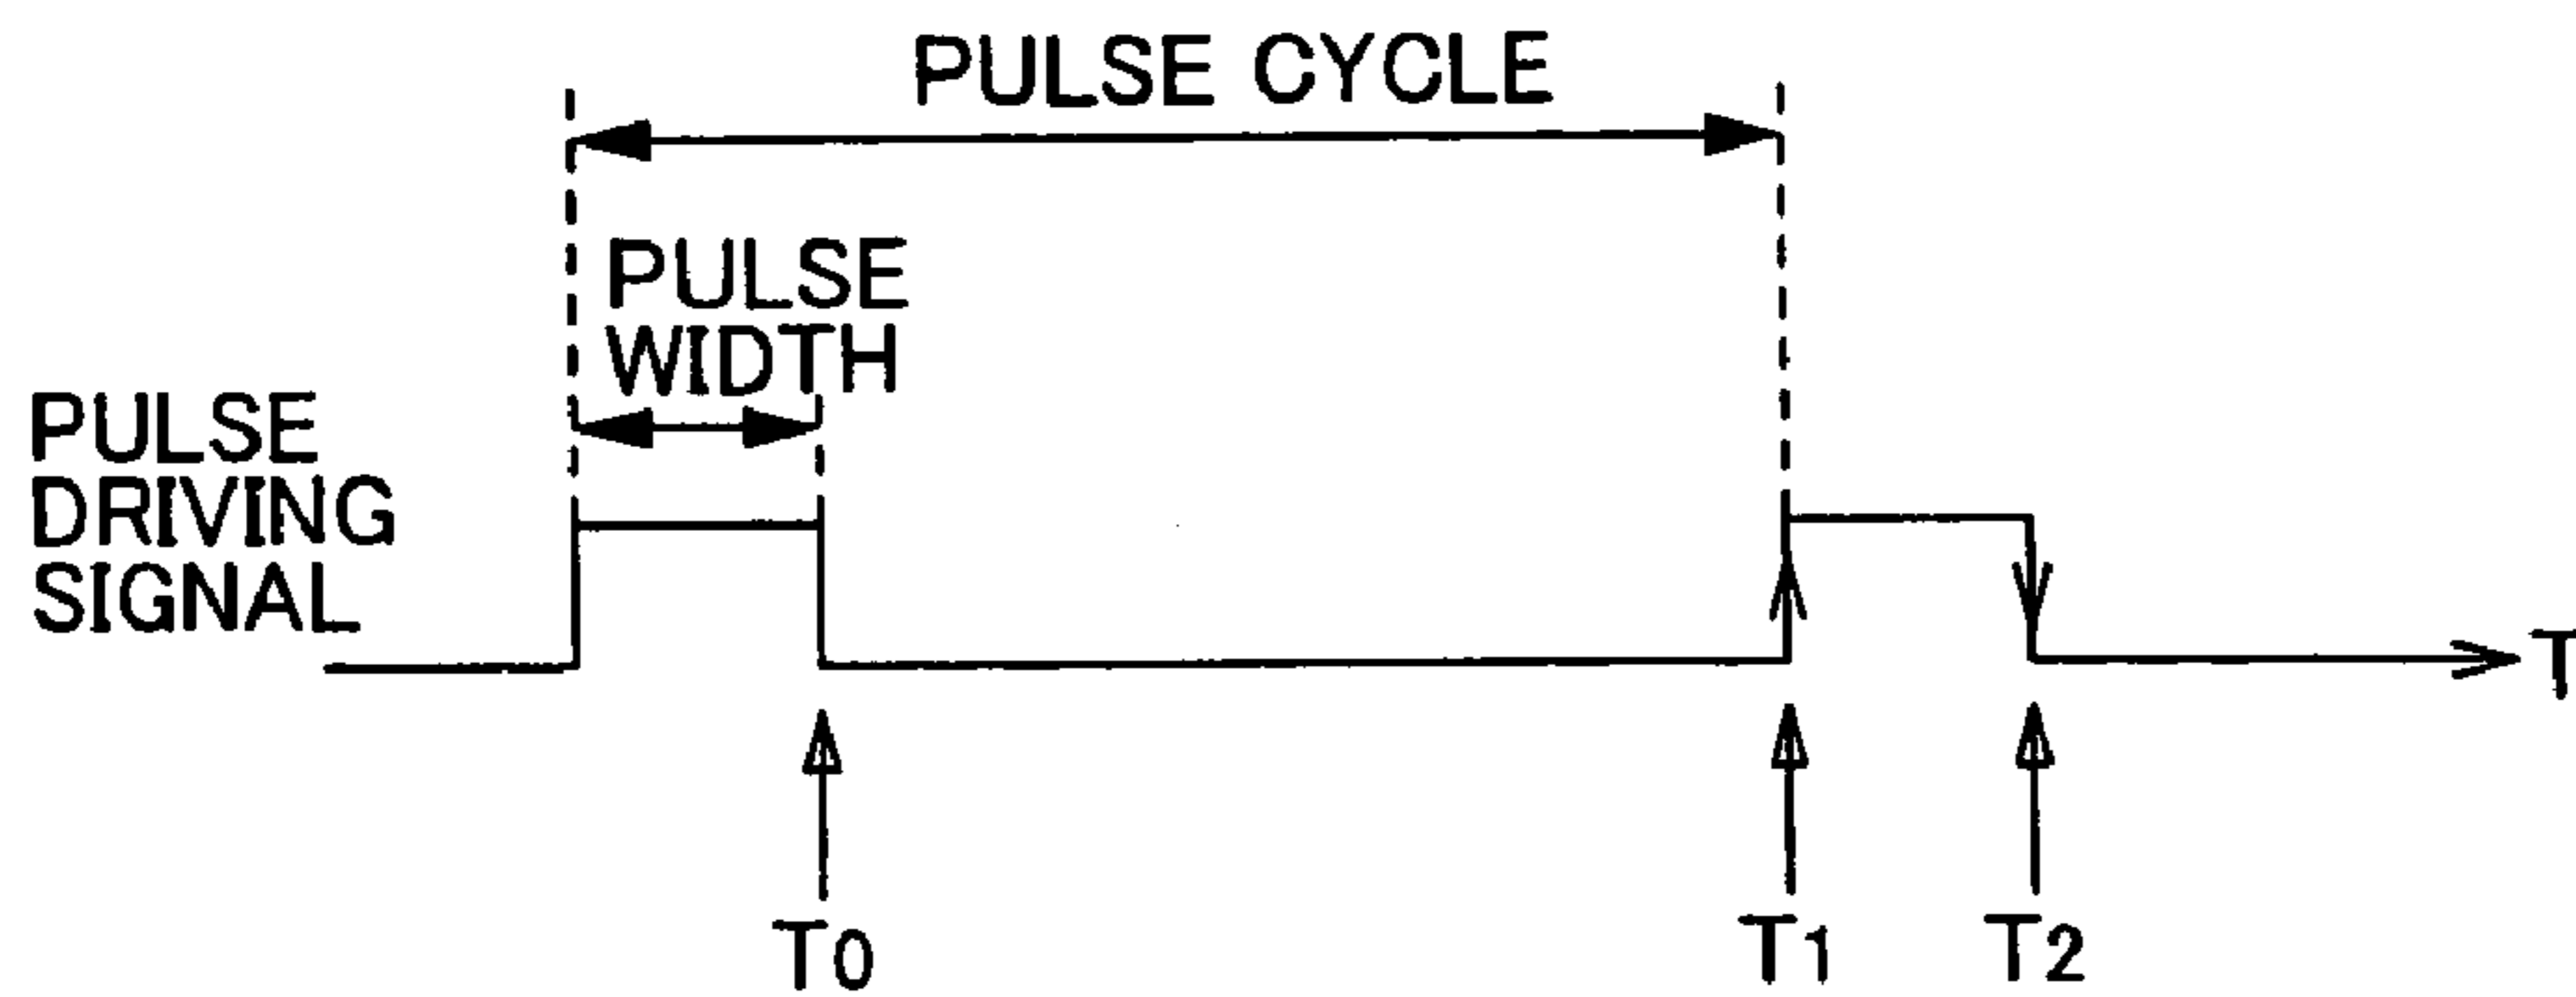 PULSE CYCLE
PULSE
WIDTH
PULSE
DRIVING
SIGNAL
T
T0
T1
T2